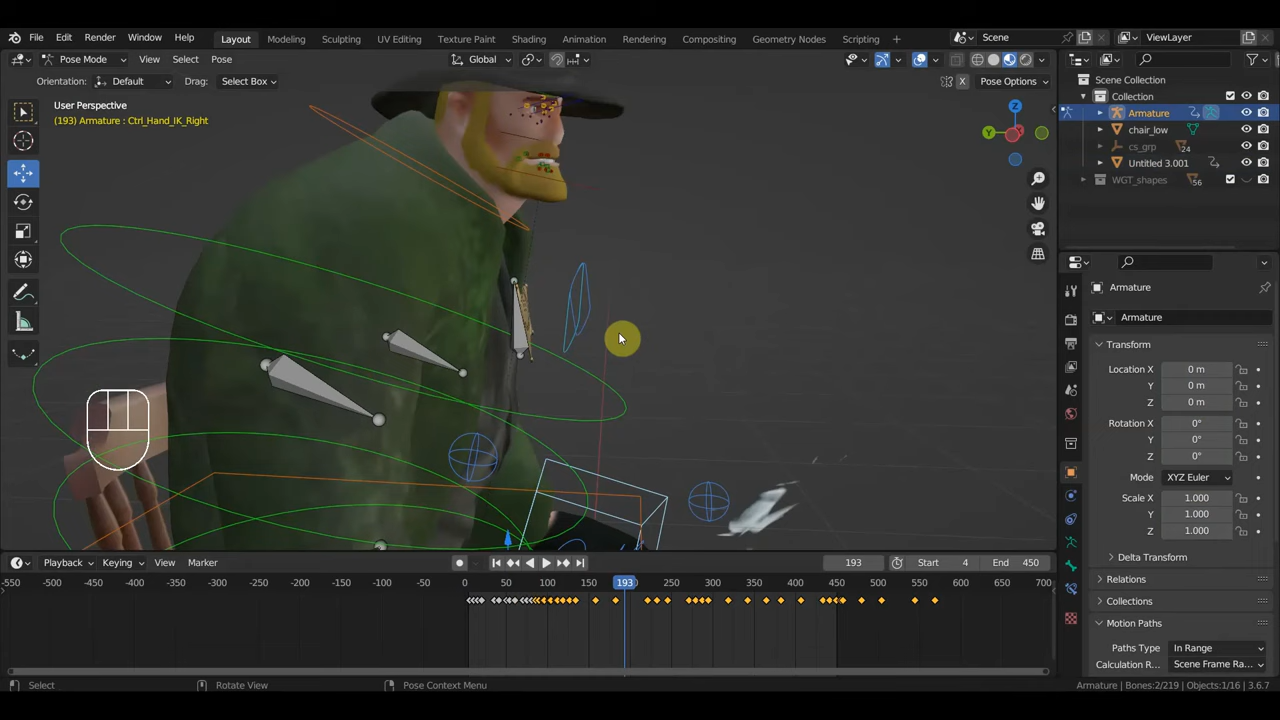 File Edit Render Window Help Layout Modeling Sculpting UV Editing Texture Paint Shading Animation Rendering Compositing Geometry Nodes Scripting + Scene ViewLayer
Pose Mode View Select Pose Global Scene Collection
Orientation: Default Drag: Select Box X Pose Options Collection
User Perspective
(193) Armature : Ctrl_Hand_IK_Right
Armature
chair_low
cs_grp 24
Untitled 3.001
WGT_shapes 56
Z
Y
Armature
Armature
Transform
Location X 0 m
Y 0 m
Z 0 m
Rotation X 0°
Y 0°
Z 0°
Mode XYZ Euler
Scale X 1.000
Y 1.000
Z 1.000
Delta Transform
Relations
Collections
Motion Paths
Paths Type In Range
Calculation R... Scene Frame Ra...
Playback Keying View Marker 193 Start 4 End 450
-550 -500 -450 -400 -350 -300 -250 -200 -150 -100 -50 0 50 100 150 193 250 300 350 400 450 500 550 600 650 700
Select Rotate View Pose Context Menu Armature | Bones:2/219 | Objects:1/16 | 3.6.7